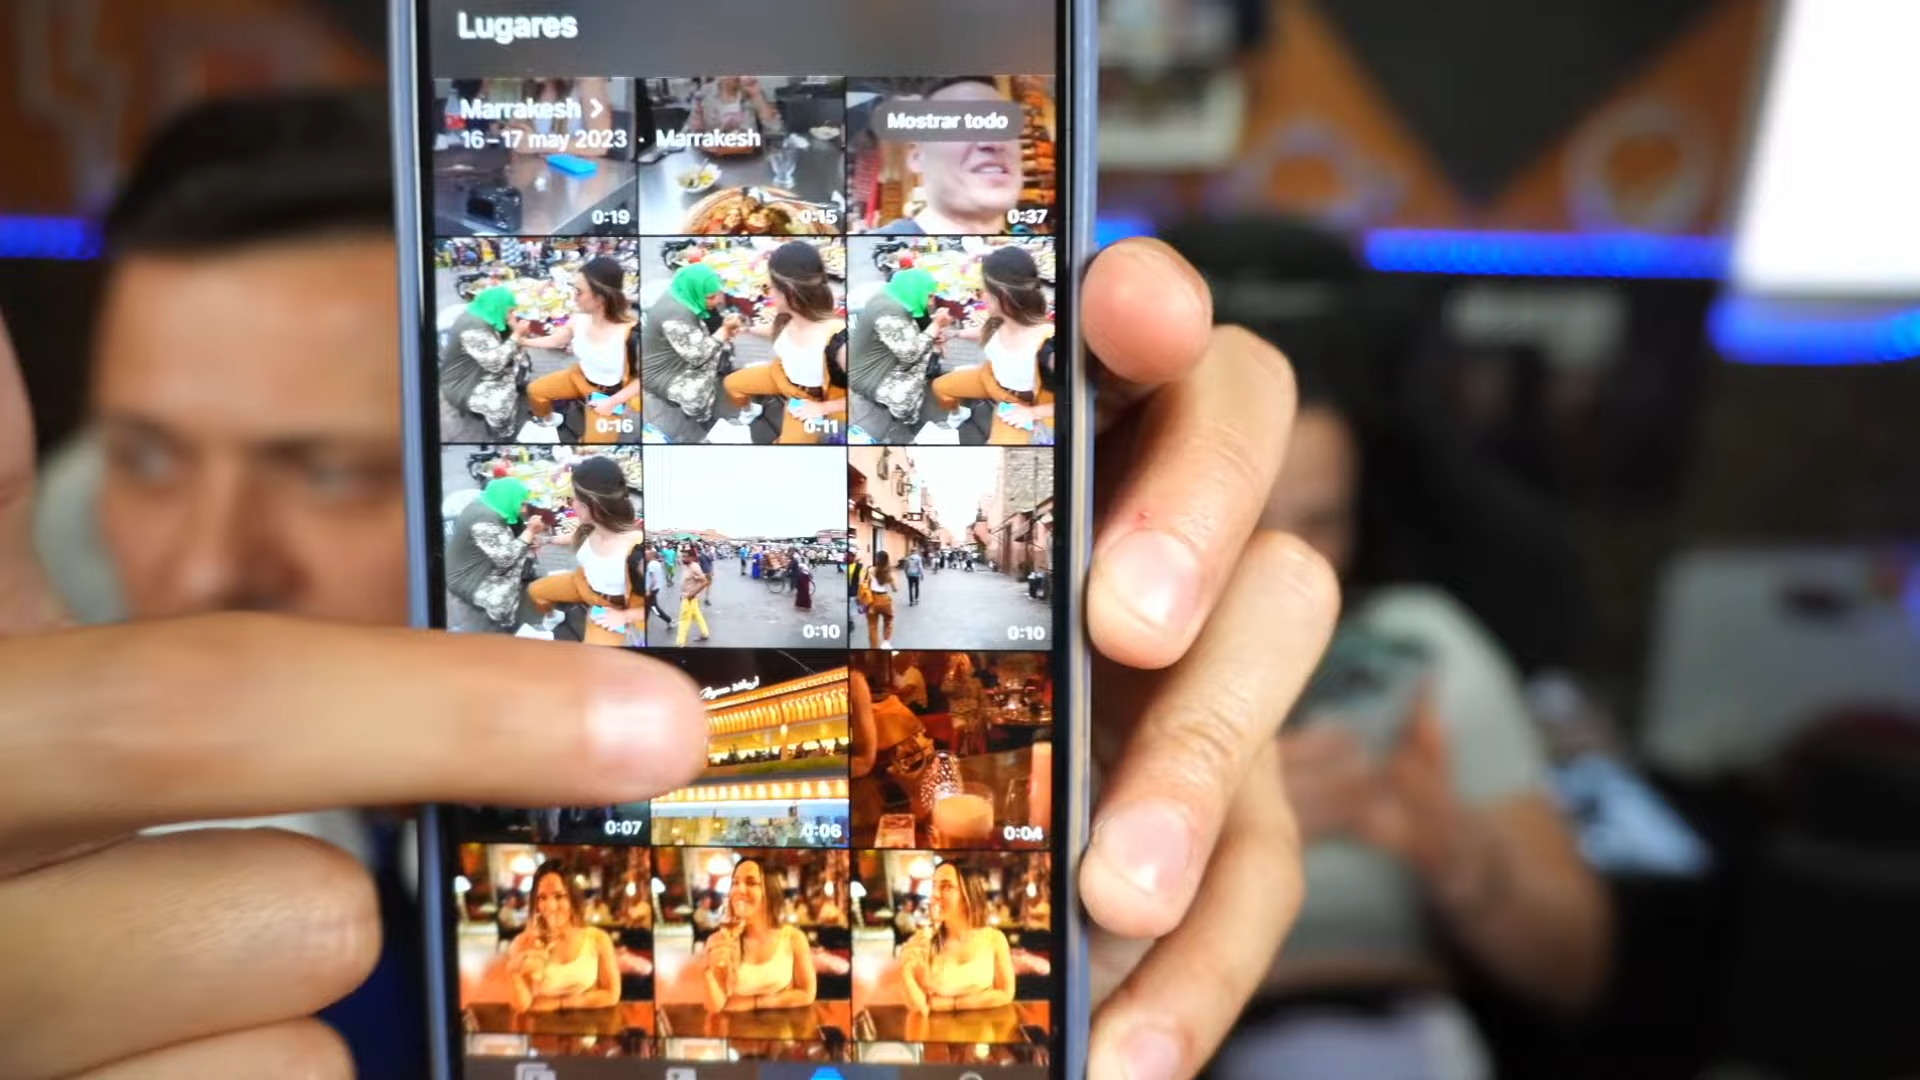 Lugares
Marrakesh >
Mostrar todo
16–17 may 2023 · Marrakesh
0:19
0:15
0:37
0:16
0:11
0:10
0:10
0:07
0:06
0:04